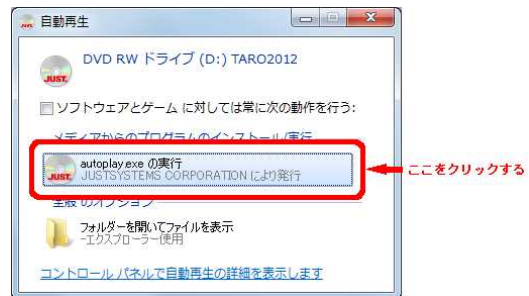 自動再生
DVD RW ドライブ (D:) TARO2012
JUST.
ソフトウェアとゲーム に対しては常に次の動作を行う:
メディアからのプログラムのインストール/実行
autoplay.exe の実行
JUSTSYSTEMS CORPORATION により発行
JUST.
ここをクリックする
全般 のオプション
フォルダーを開いてファイルを表示
-エクスプローラー使用
コントロール パネルで自動再生の詳細を表示します